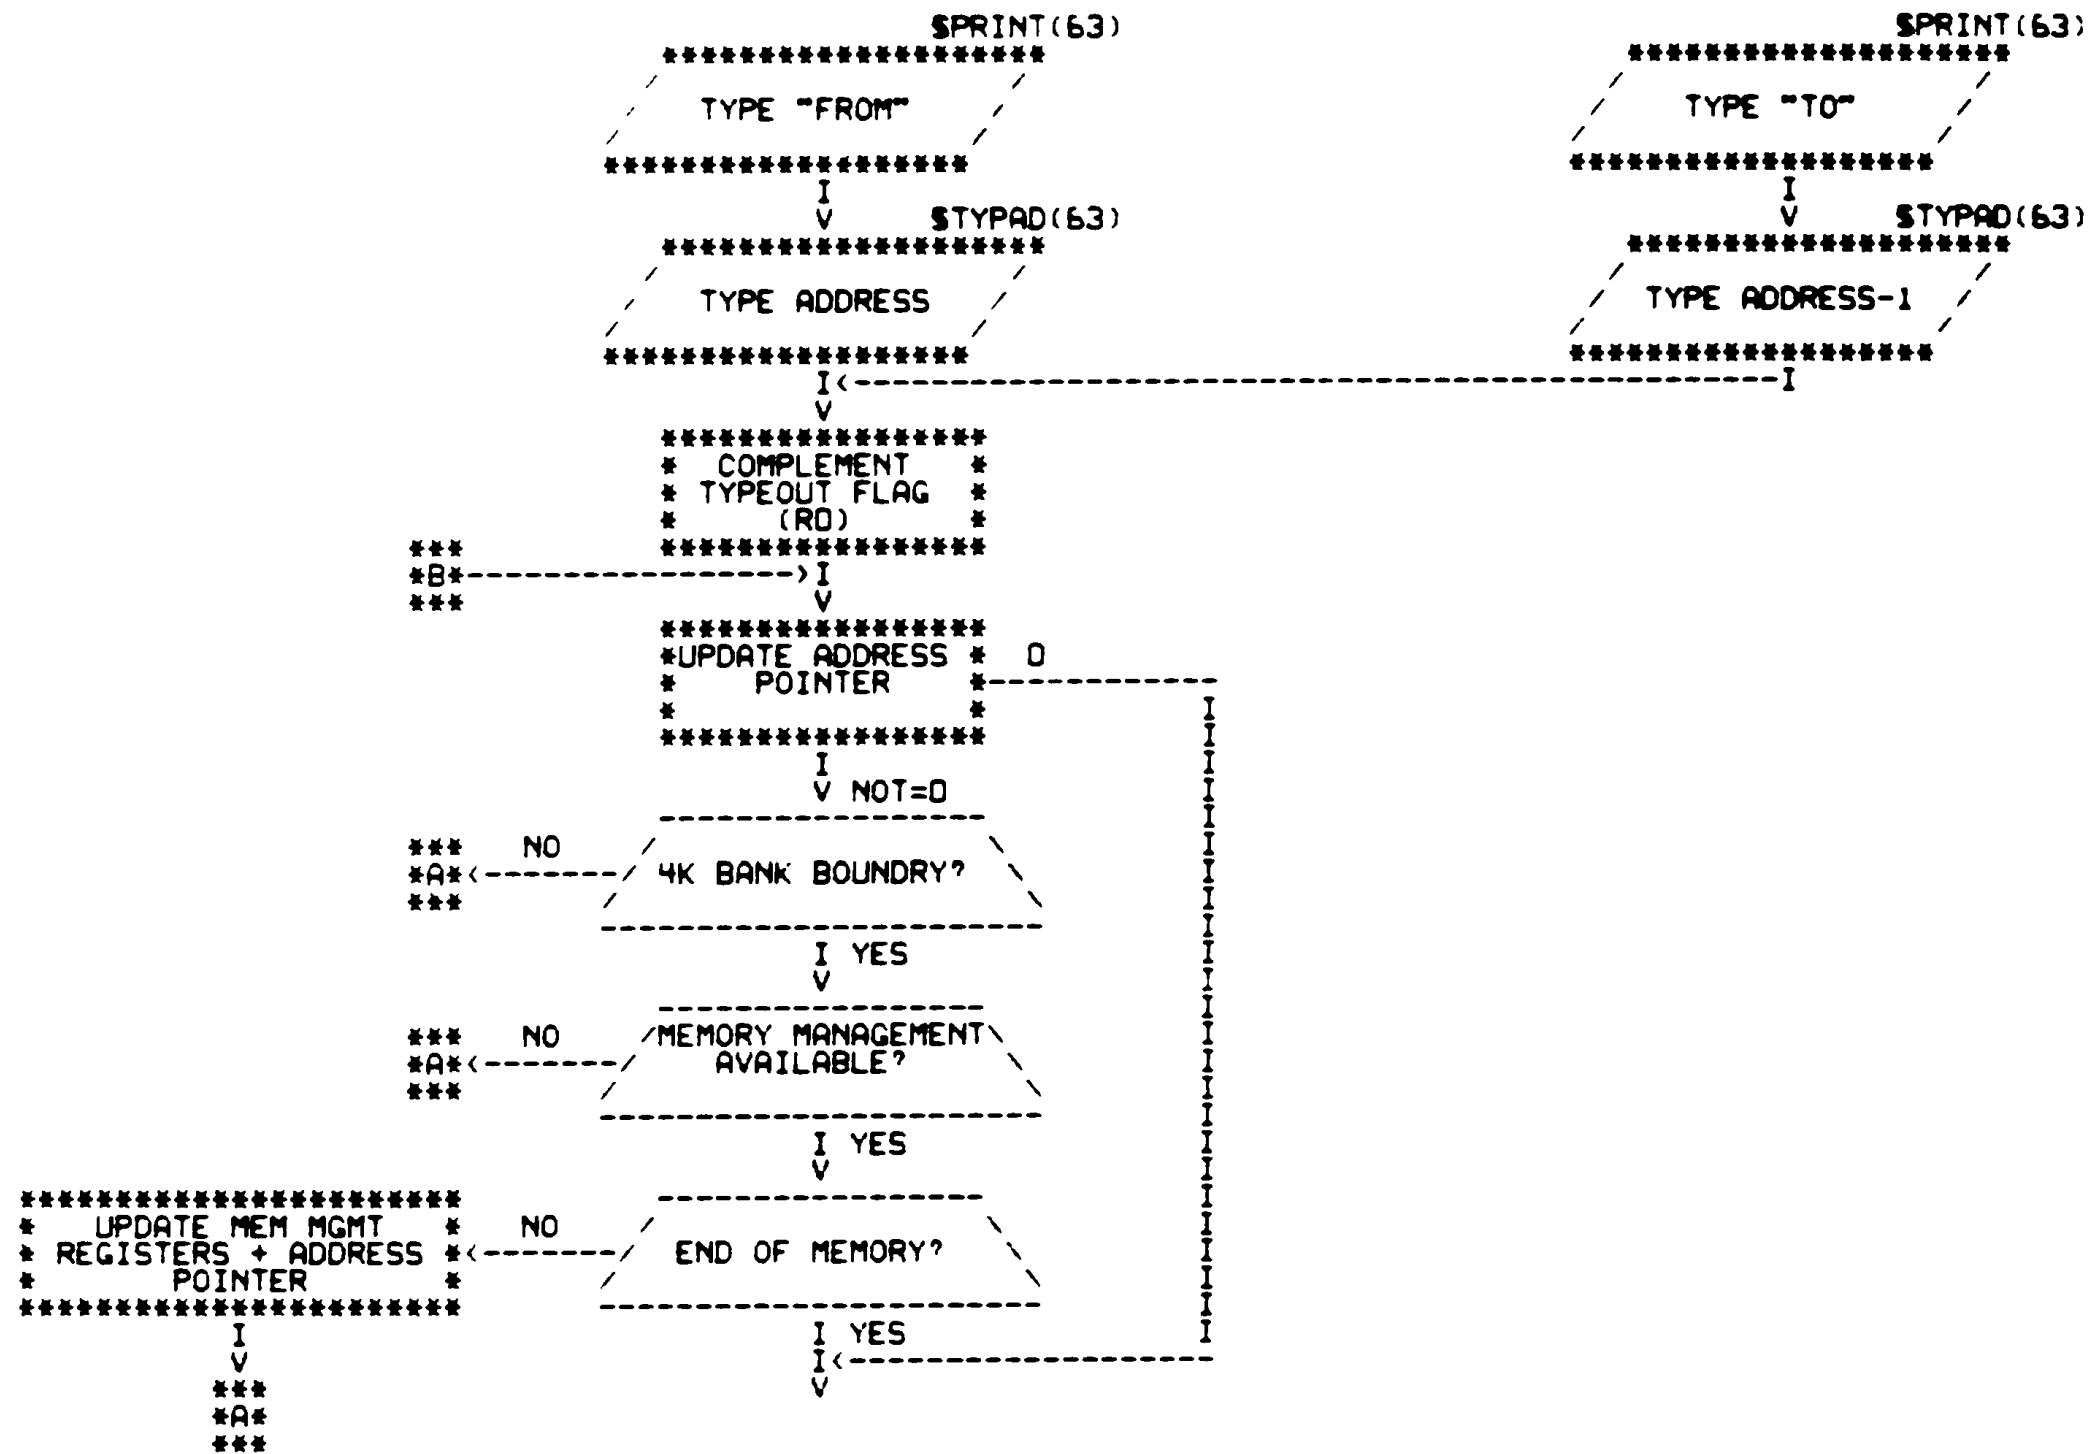 $PRINT(63)
TYPE "FROM"
$TYPAD(63)
TYPE ADDRESS
$PRINT(63)
TYPE "TO"
$TYPAD(63)
TYPE ADDRESS-1
COMPLEMENT
TYPEOUT FLAG
(R0)
B
UPDATE ADDRESS
POINTER
0
NOT=0
4K BANK BOUNDRY?
NO
A
YES
MEMORY MANAGEMENT
AVAILABLE?
NO
A
YES
END OF MEMORY?
NO
UPDATE MEM MGMT
REGISTERS + ADDRESS
POINTER
A
YES